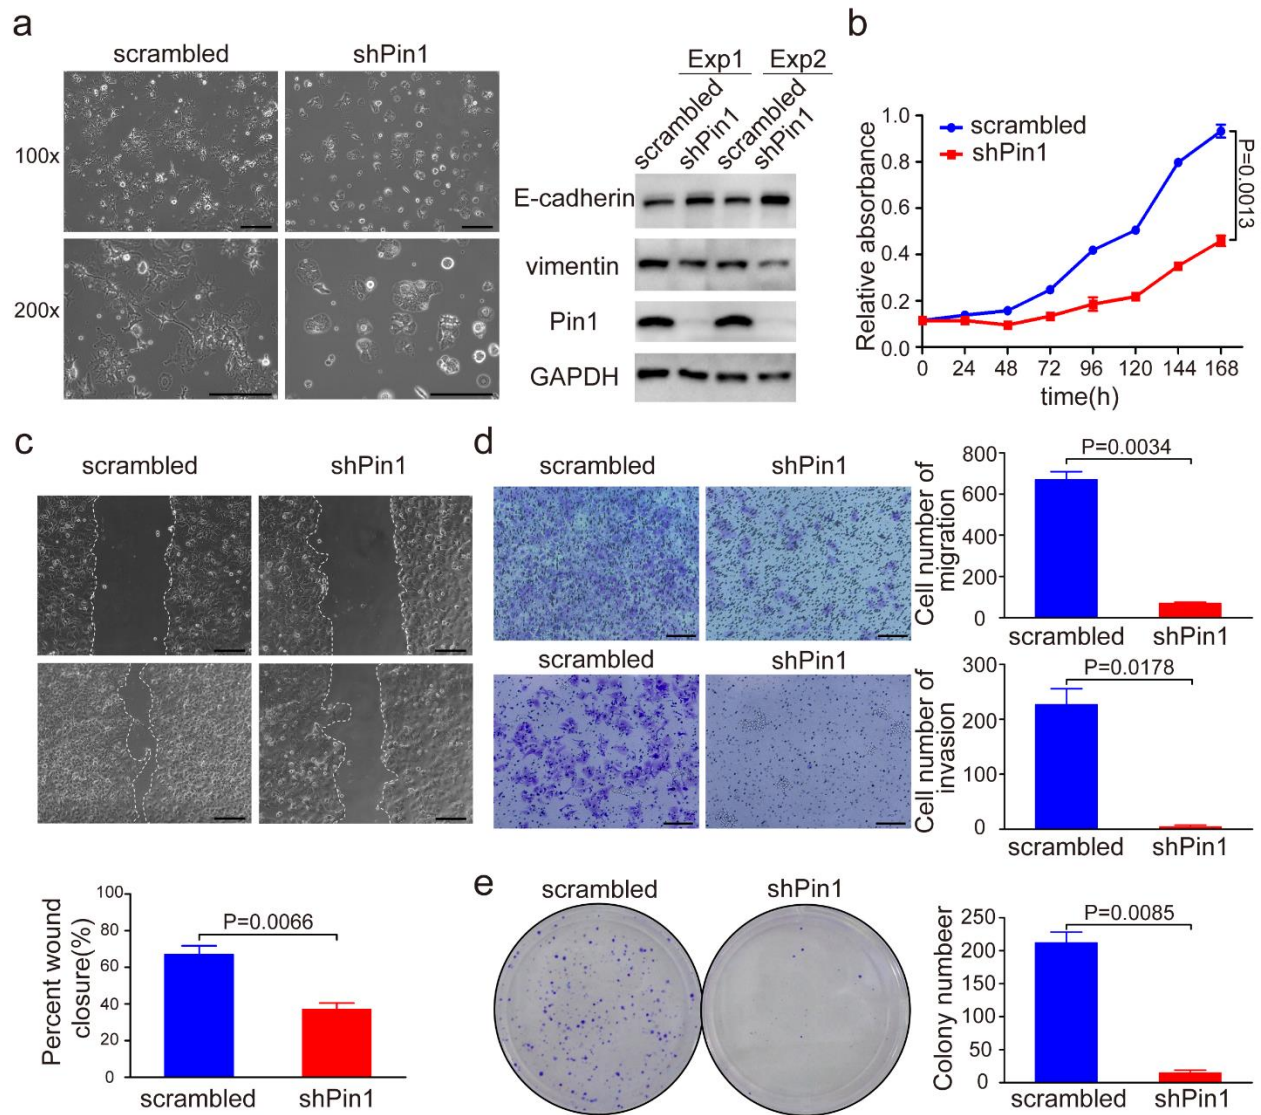 a
scrambled
shPin1
100x
200x
Exp1
Exp2
scrambled
shPin1
scrambled
shPin1
E-cadherin
vimentin
Pin1
GAPDH
b
Relative absorbance
1.0
0.8
0.6
0.4
0.2
0.0
scrambled
shPin1
P=0.0013
0 24 48 72 96 120 144 168
time(h)
c
scrambled
shPin1
Percent wound
closure(%)
100
80
60
40
20
0
P=0.0066
scrambled
shPin1
d
scrambled
shPin1
scrambled
shPin1
Cell number of
migration
800
600
400
200
0
P=0.0034
scrambled
shPin1
Cell number of
invasion
300
200
100
0
P=0.0178
scrambled
shPin1
e
scrambled
shPin1
Colony numbeer
250
200
150
100
50
0
P=0.0085
scrambled
shPin1